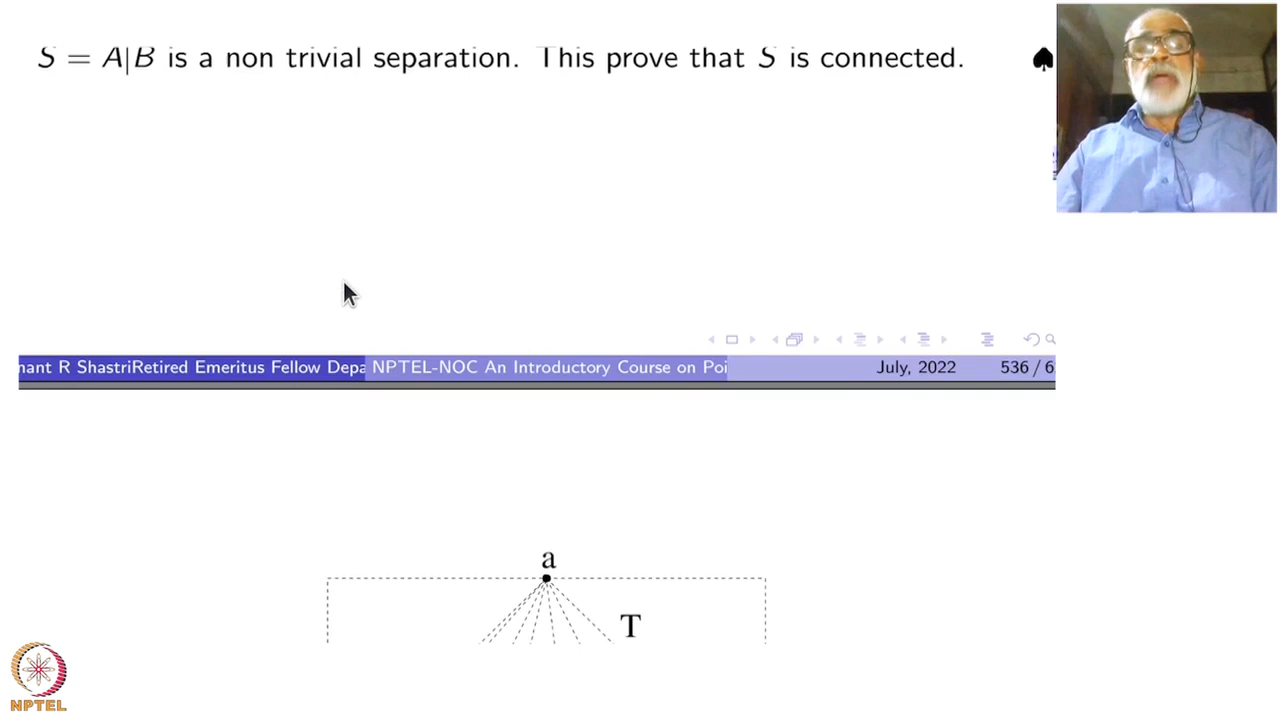 S = A|B is a non trivial separation. This prove that S is connected. ♠
nant R ShastriRetired Emeritus Fellow Depa NPTEL-NOC An Introductory Course on Poi July, 2022 536 / 6
a
T
NPTEL